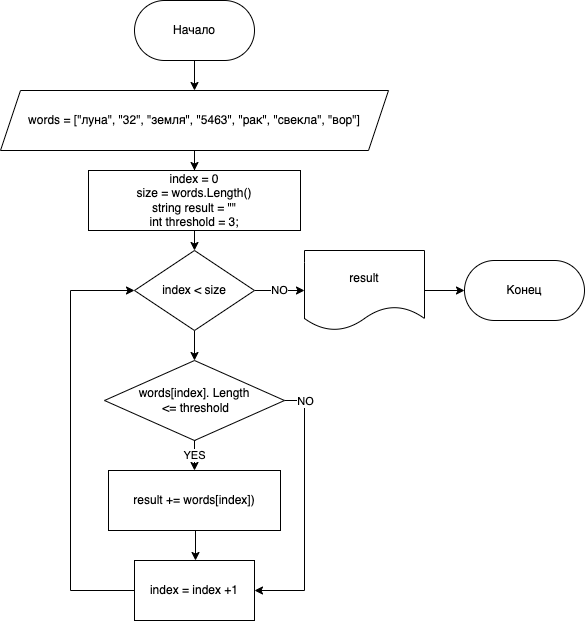 Начало
words = ["луна", "32", "земля", "5463", "рак", "свекла", "вор"]
index = 0
size = words.Length()
string result = ""
int threshold = 3;
index < size
NO
result
Конец
words[index]. Length
<= threshold
NO
YES
result += words[index])
index = index +1